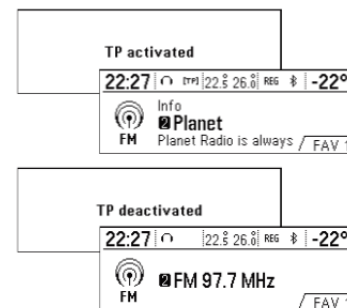 TP activated
22:27 [TP] 22.5 26.0 REG -22°
Info
2 Planet
FM Planet Radio is always FAV 1
TP deactivated
22:27 22.5 26.0 REG -22°
2 FM 97.7 MHz
FM FAV